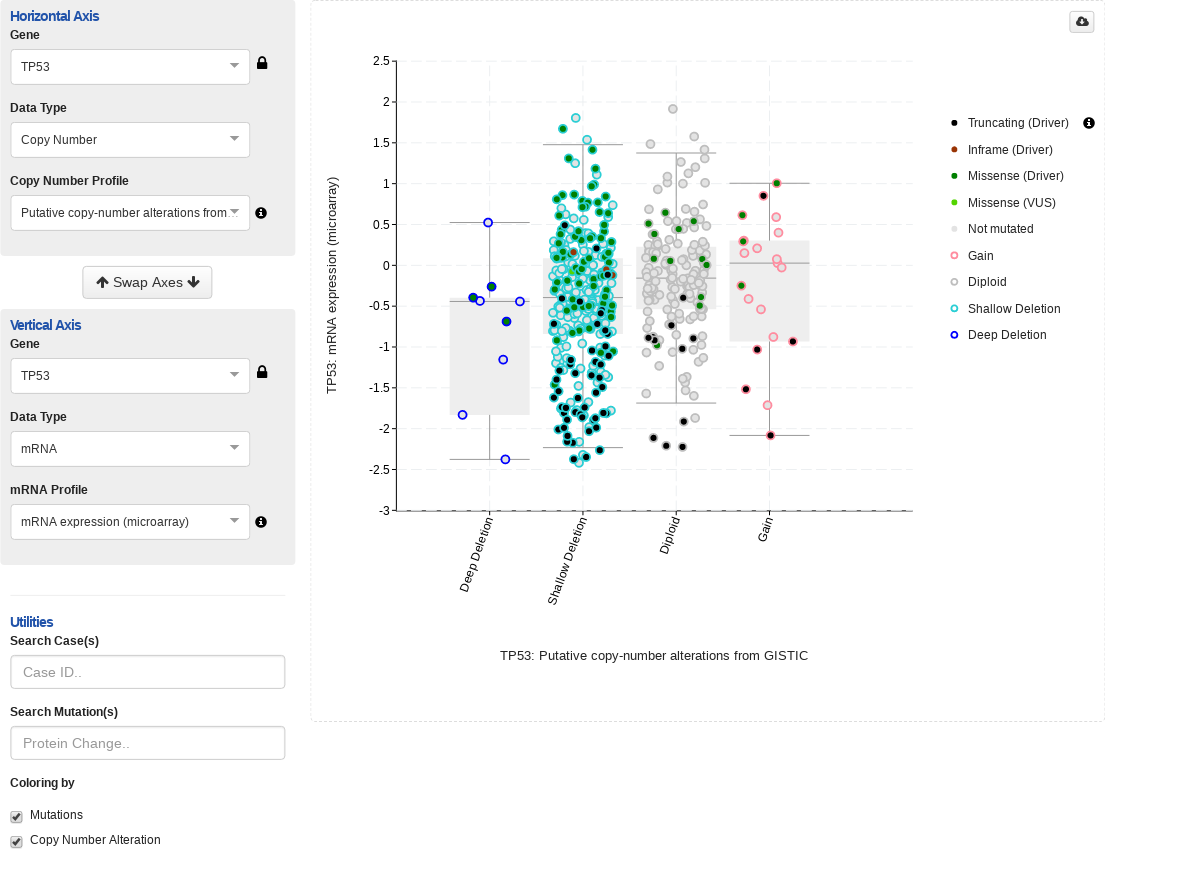 Horizontal Axis
Gene
TP53
Data Type
Copy Number
Copy Number Profile
Putative copy-number alterations from...
Swap Axes
Vertical Axis
Gene
TP53
Data Type
mRNA
mRNA Profile
mRNA expression (microarray)
Utilities
Search Case(s)
Case ID..
Search Mutation(s)
Protein Change..
Coloring by
Mutations
Copy Number Alteration
TP53: mRNA expression (microarray)
2.5
2
1.5
1
0.5
0
-0.5
-1
-1.5
-2
-2.5
-3
Deep Deletion
Shallow Deletion
Diploid
Gain
TP53: Putative copy-number alterations from GISTIC
Truncating (Driver)
Inframe (Driver)
Missense (Driver)
Missense (VUS)
Not mutated
Gain
Diploid
Shallow Deletion
Deep Deletion